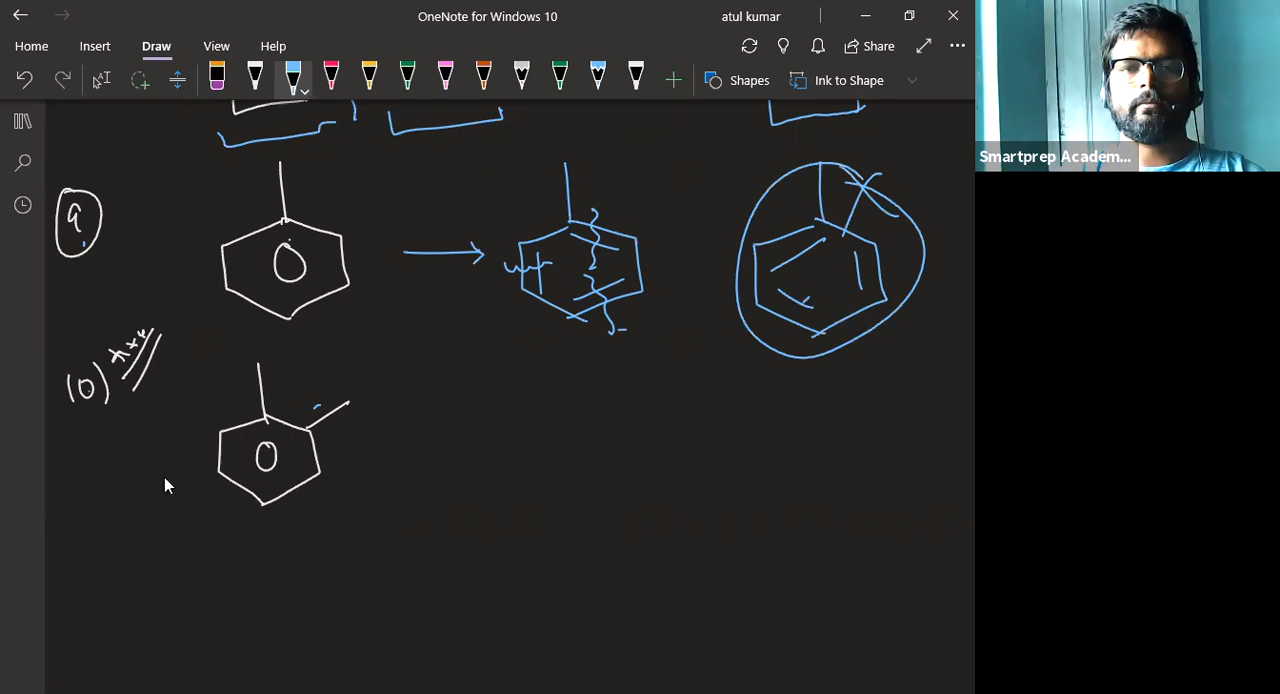 OneNote for Windows 10
atul kumar
Home Insert Draw View Help
Share
Shapes
Ink to Shape
Smartprep Academ...
9
10)